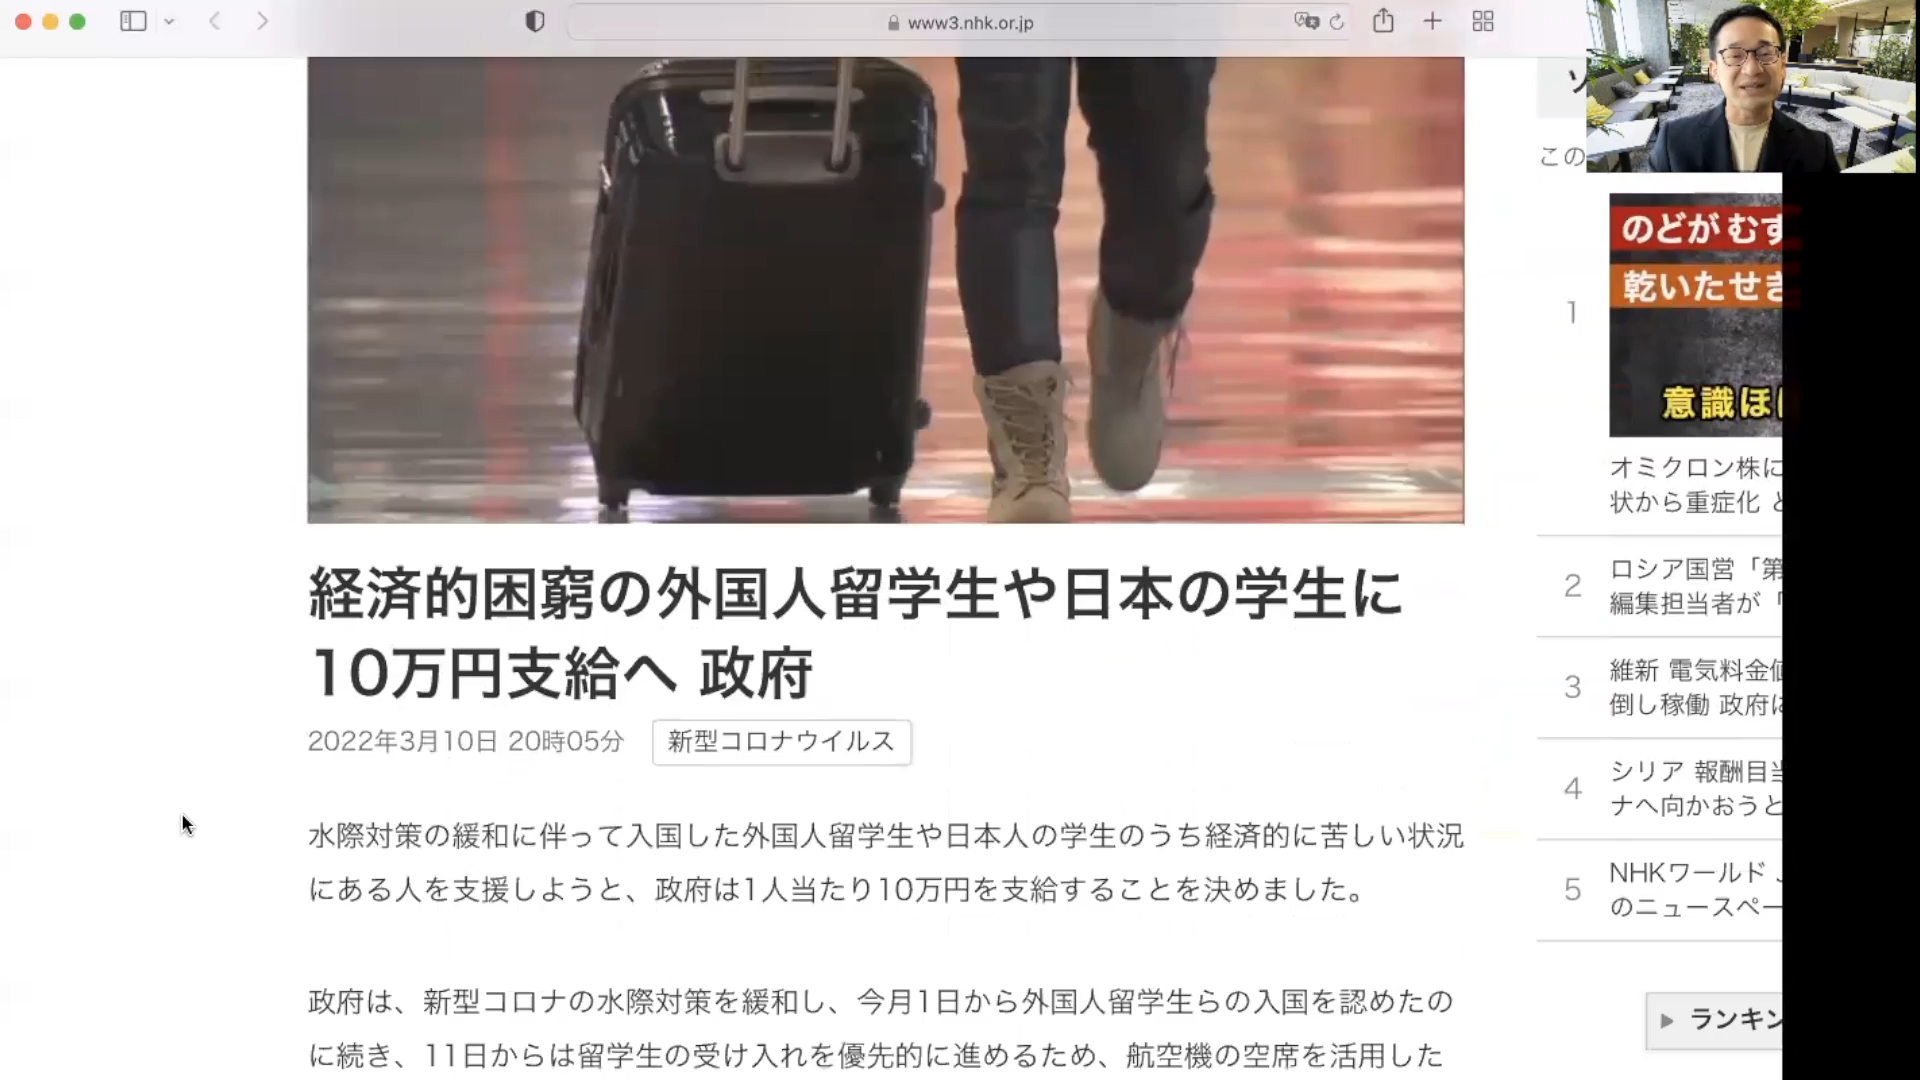 www3.nhk.or.jp
経済的困窮の外国人留学生や日本の学生に
10万円支給へ 政府
2022年3月10日 20時05分
新型コロナウイルス
水際対策の緩和に伴って入国した外国人留学生や日本人の学生のうち経済的に苦しい状況
にある人を支援しようと、政府は1人当たり10万円を支給することを決めました。
政府は、新型コロナの水際対策を緩和し、今月1日から外国人留学生らの入国を認めたの
に続き、11日からは留学生の受け入れを優先的に進めるため、航空機の空席を活用した
ソ
この
1
のどが むず
乾いたせき
意識ほ
オミクロン株に
状から重症化
2
ロシア国営「第
編集担当者が「
3
維新 電気料金値
倒し稼働 政府に
4
シリア 報酬目当
ナへ向かおうと
5
NHKワールド
のニュースペー
ランキン